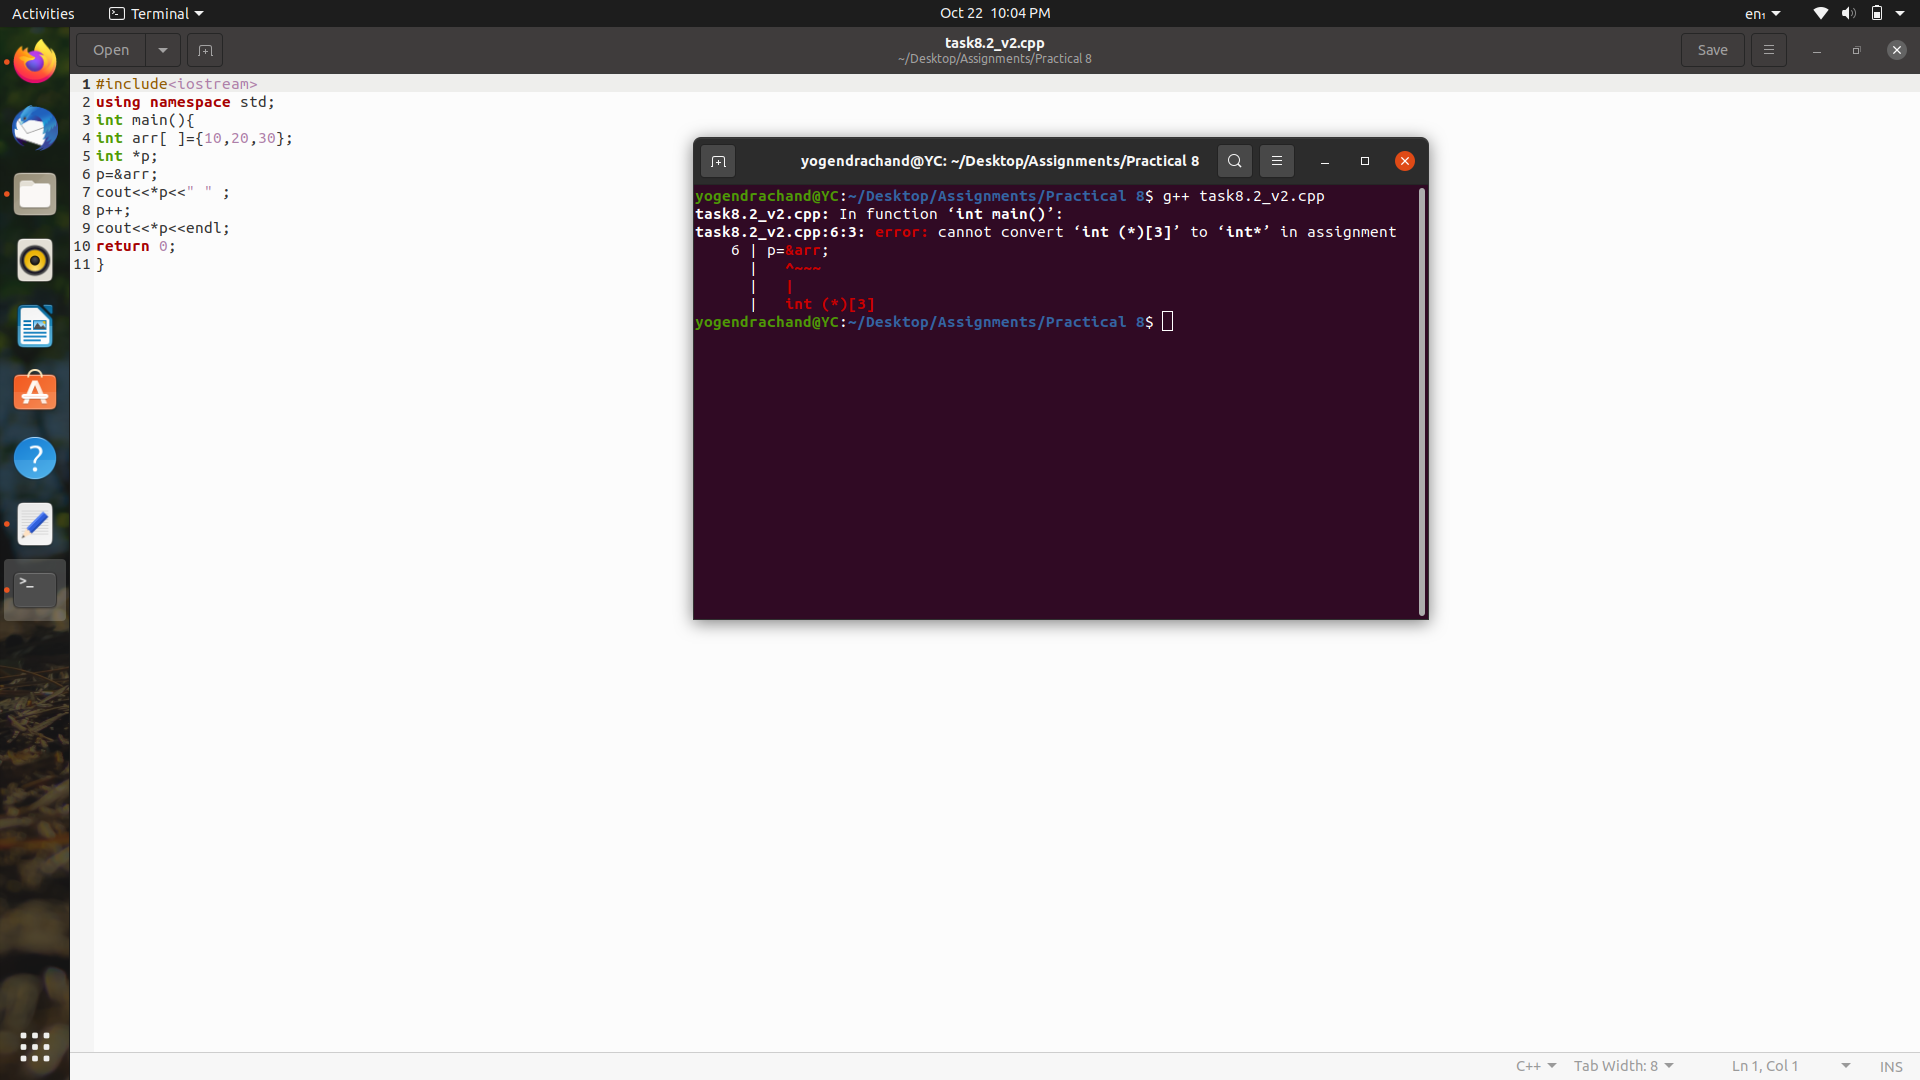 Activities
Terminal
Oct 22 10:04 PM
en₁
Open
task8.2_v2.cpp
~/Desktop/Assignments/Practical 8
Save
1 #include<iostream>
2 using namespace std;
3 int main(){
4 int arr[ ]={10,20,30};
5 int *p;
6 p=&arr;
7 cout<<*p<<" " ;
8 p++;
9 cout<<*p<<endl;
10 return 0;
11 }
yogendrachand@YC: ~/Desktop/Assignments/Practical 8
yogendrachand@YC:~/Desktop/Assignments/Practical 8$ g++ task8.2_v2.cpp
task8.2_v2.cpp: In function ‘int main()’:
task8.2_v2.cpp:6:3: error: cannot convert ‘int (*)[3]’ to ‘int*’ in assignment
    6 | p=&arr;
      |   ^~~~
      |   |
      |   int (*)[3]
yogendrachand@YC:~/Desktop/Assignments/Practical 8$
C++
Tab Width: 8
Ln 1, Col 1
INS